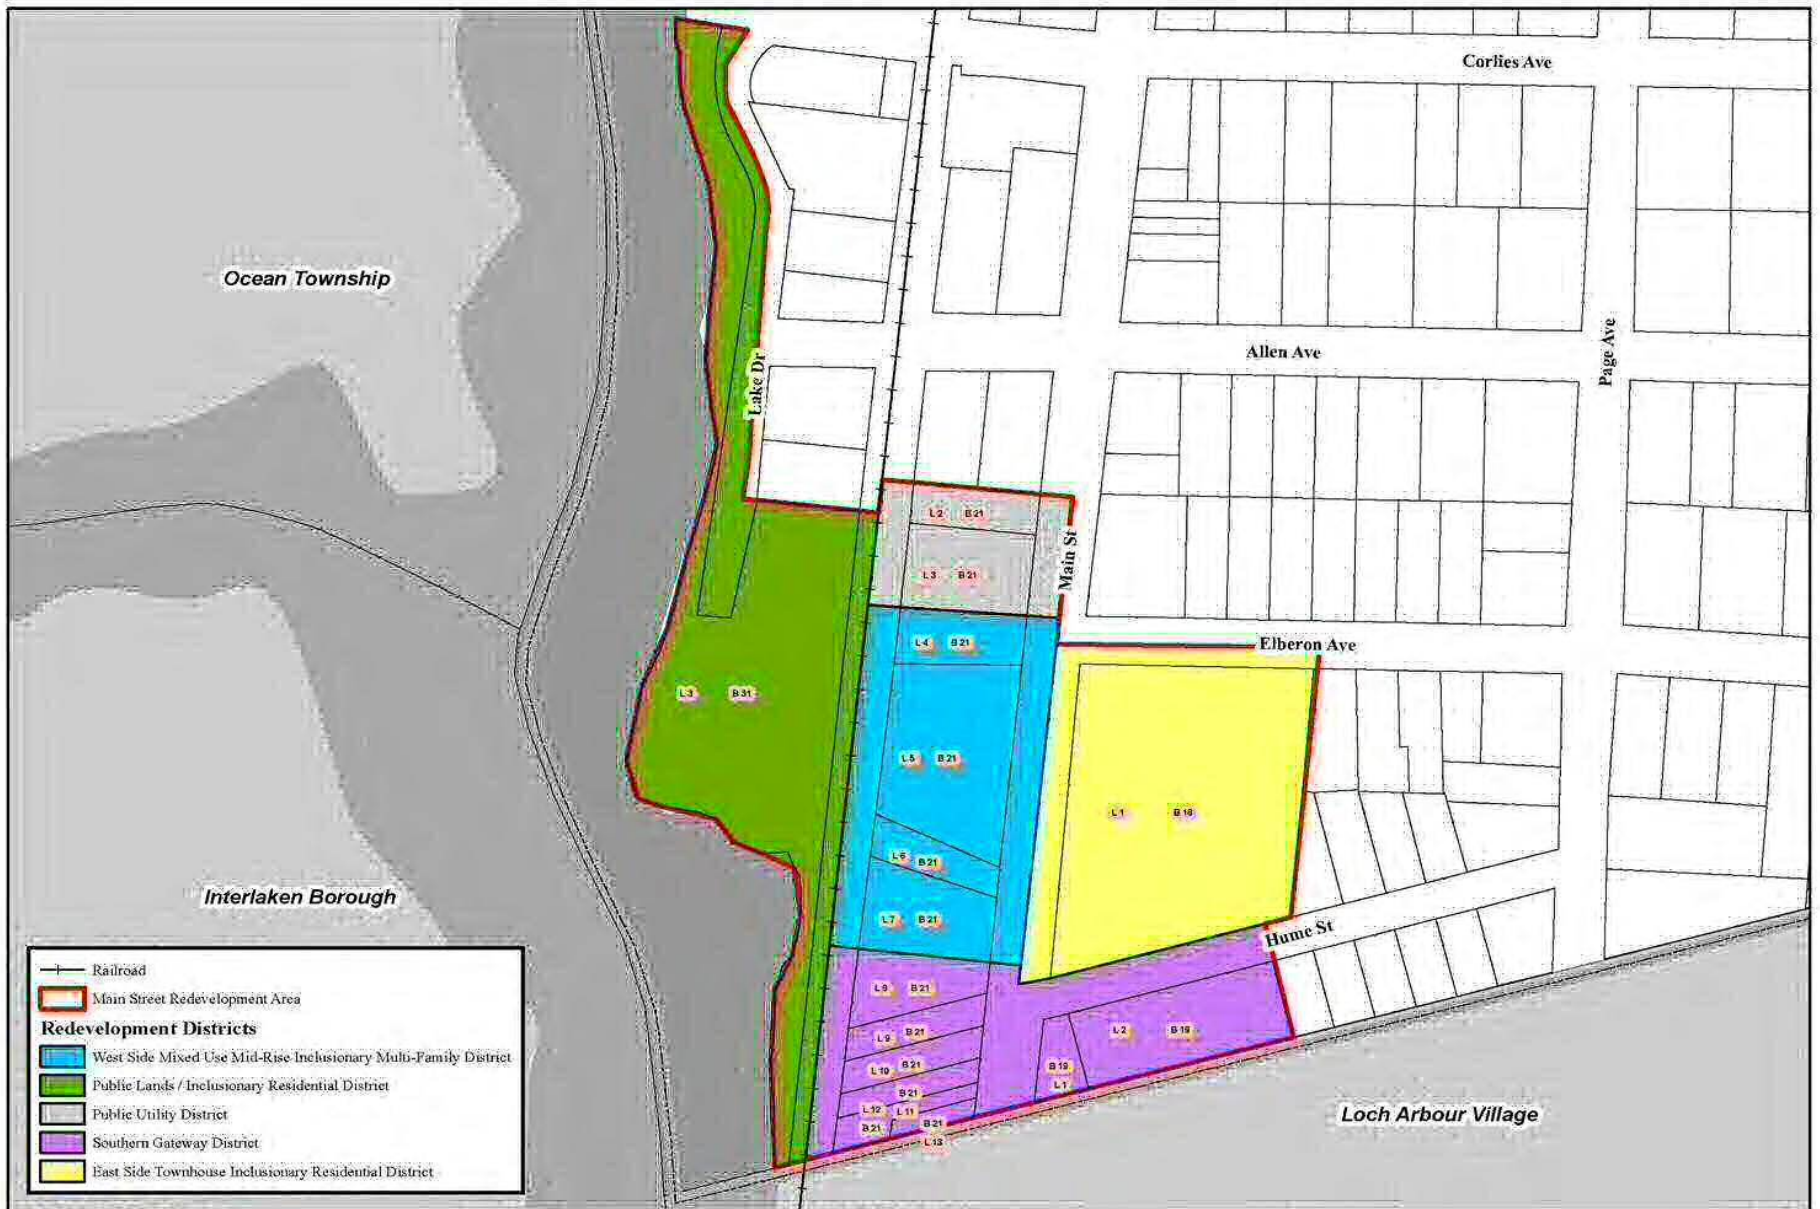 Corlies Ave
Ocean Township
Page Ave
Allen Ave
Lake Dr
L 2 B 21
Main St
L 3 B 21
L 4 B 21
Elberon Ave
L 3 B 31
L 5 B 21
L 1 B 18
L 6 B 21
Interlaken Borough
L 7 B 21
Hume St
L 8 B 21
L 9 B 21
L 2 B 19
L 10 B 21
B 19
L 1
B 21
L 12 L 11
B 21 B 21
L 13
Loch Arbour Village
Railroad
Main Street Redevelopment Area
Redevelopment Districts
West Side Mixed Use Mid-Rise Inclusionary Multi-Family District
Public Lands / Inclusionary Residential District
Public Utility District
Southern Gateway District
East Side Townhouse Inclusionary Residential District